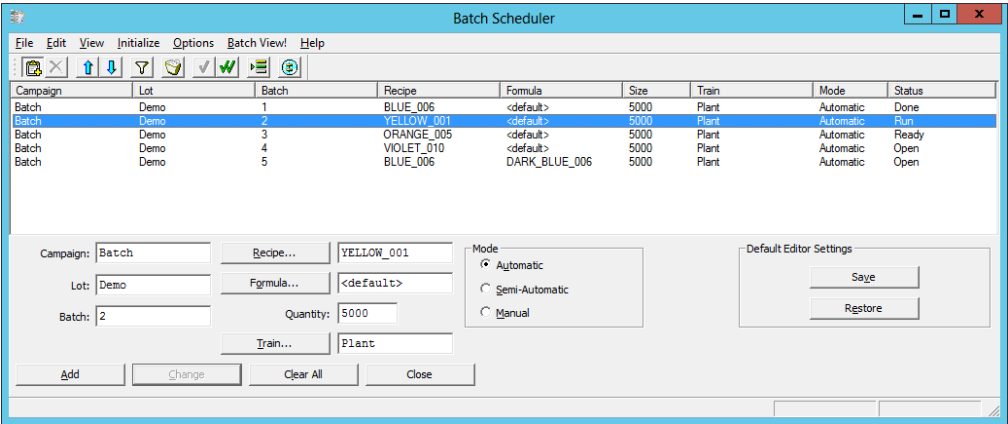 Batch Scheduler
File Edit View Initialize Options Batch View! Help
Campaign Lot Batch Recipe Formula Size Train Mode Status
Batch Demo 1 BLUE_006 <default> 5000 Plant Automatic Done
Batch Demo 2 YELLOW_001 <default> 5000 Plant Automatic Run
Batch Demo 3 ORANGE_005 <default> 5000 Plant Automatic Ready
Batch Demo 4 VIOLET_010 <default> 5000 Plant Automatic Open
Batch Demo 5 BLUE_006 DARK_BLUE_006 5000 Plant Automatic Open
Campaign: Batch Recipe... YELLOW_001 Mode Default Editor Settings
Automatic
Save
Lot: Demo Formula... <default> Semi-Automatic
Batch: 2 Quantity: 5000 Manual Restore
Train... Plant
Add Change Clear All Close